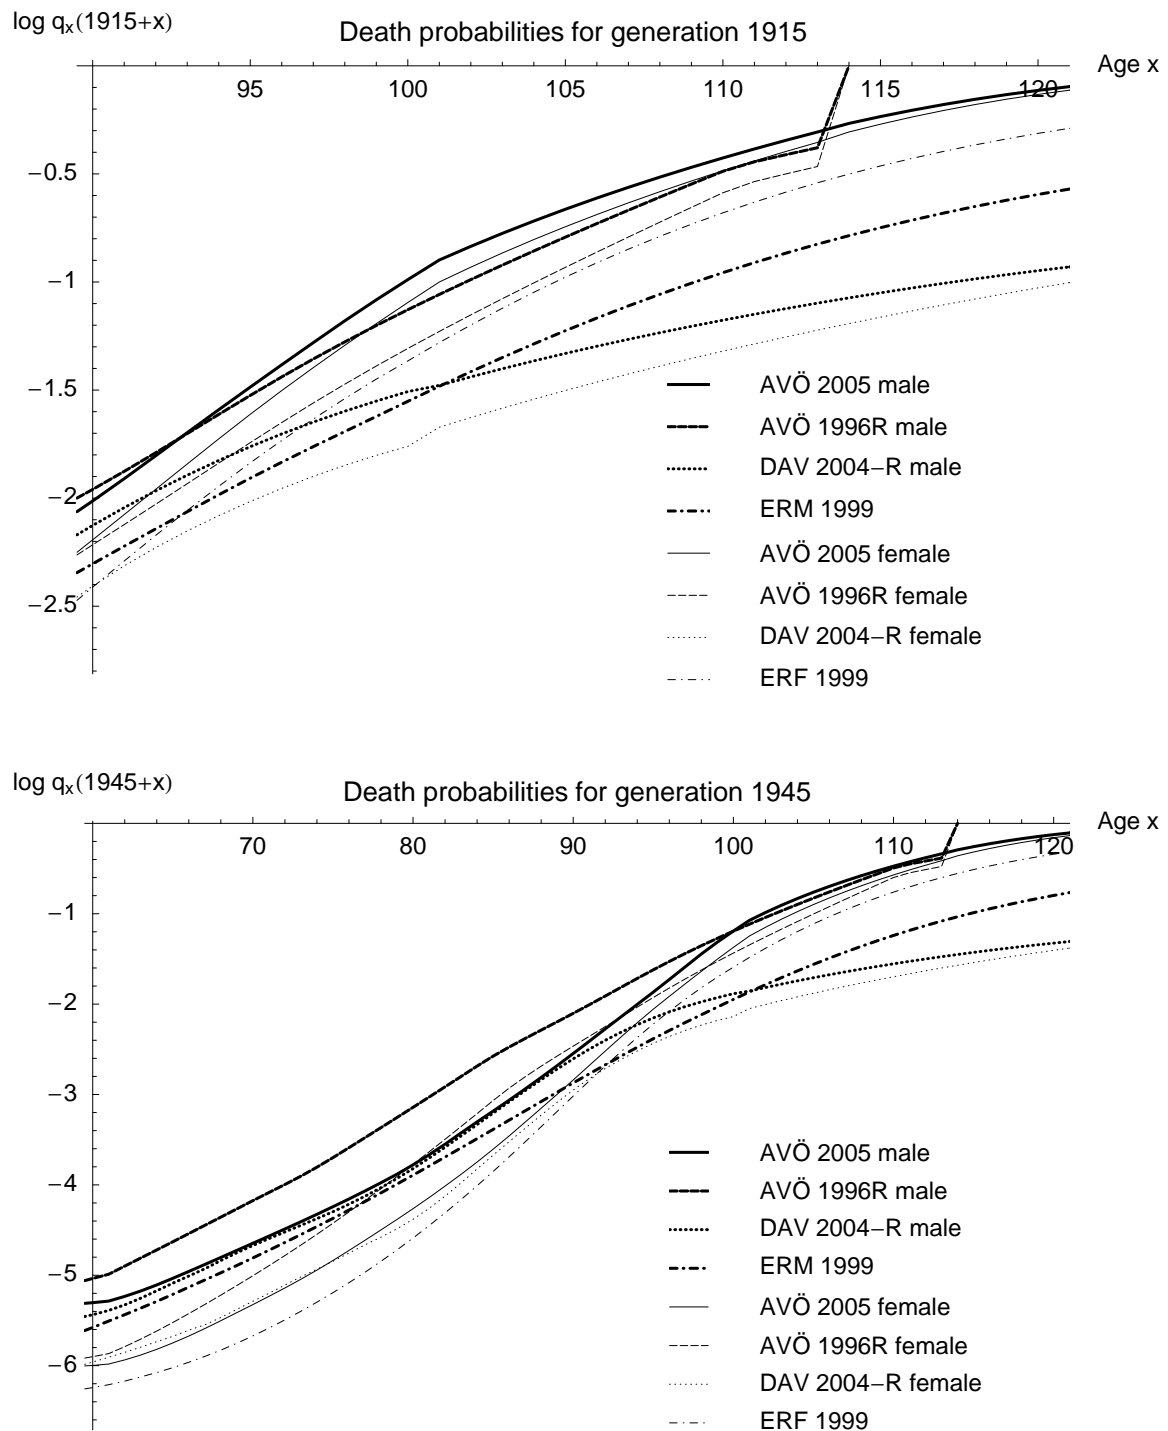 log qx(1915+x)
Death probabilities for generation 1915
Age x
95 100 105 110 115 120
−0.5
−1
−1.5
−2
−2.5
AVÖ 2005 male
AVÖ 1996R male
DAV 2004−R male
ERM 1999
AVÖ 2005 female
AVÖ 1996R female
DAV 2004−R female
ERF 1999
log qx(1945+x)
Death probabilities for generation 1945
Age x
70 80 90 100 110 120
−1
−2
−3
−4
−5
−6
AVÖ 2005 male
AVÖ 1996R male
DAV 2004−R male
ERM 1999
AVÖ 2005 female
AVÖ 1996R female
DAV 2004−R female
ERF 1999